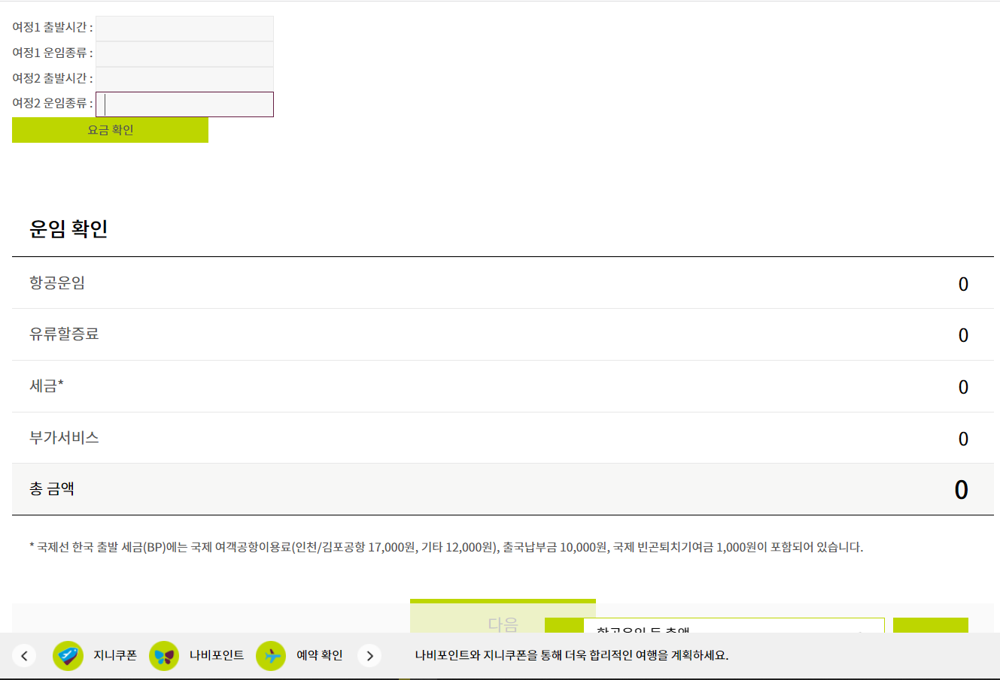 여정1 출발시간 :
여정1 운임종류 :
여정2 출발시간 :
여정2 운임종류 :
요금 확인
운임 확인
항공운임 0
유류할증료 0
세금* 0
부가서비스 0
총 금액 0
* 국제선 한국 출발 세금(BP)에는 국제 여객공항이용료(인천/김포공항 17,000원, 기타 12,000원), 출국납부금 10,000원, 국제 빈곤퇴치기여금 1,000원이 포함되어 있습니다.
다음
항공운임 등 총액
지니쿠폰 나비포인트 예약 확인 나비포인트와 지니쿠폰을 통해 더욱 합리적인 여행을 계획하세요.